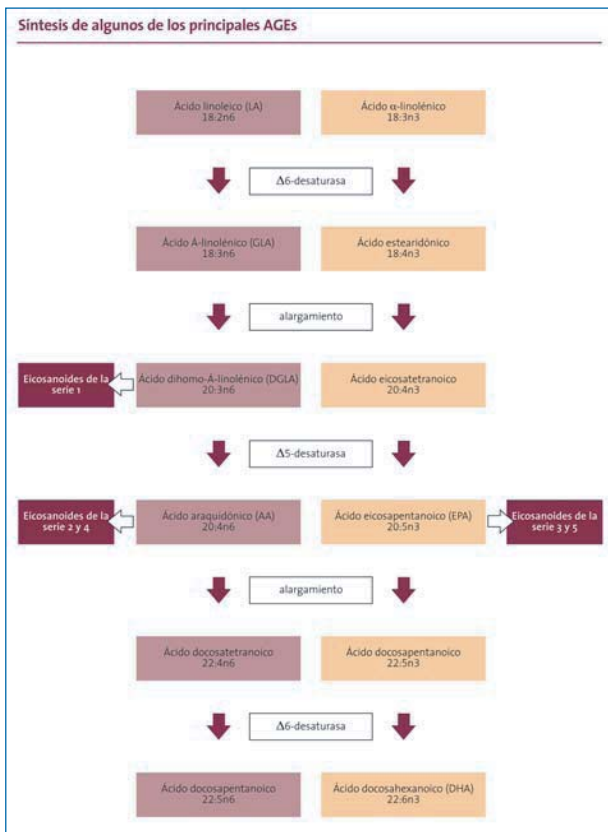 Síntesis de algunos de los principales AGEs
Ácido linoleico (LA)
18:2n6
Ácido α-linolénico
18:3n3
Δ6-desaturasa
Ácido Á-linolénico (GLA)
18:3n6
Ácido estearidónico
18:4n3
alargamiento
Eicosanoides de la
serie 1
Ácido dihomo-Á-linolénico (DGLA)
20:3n6
Ácido eicosatetranoico
20:4n3
Δ5-desaturasa
Eicosanoides de la
serie 2 y 4
Ácido araquidónico (AA)
20:4n6
Ácido eicosapentanoico (EPA)
20:5n3
Eicosanoides de la
serie 3 y 5
alargamiento
Ácido docosatetranoico
22:4n6
Ácido docosapentanoico
22:5n3
Δ6-desaturasa
Ácido docosapentanoico
22:5n6
Ácido docosahexanoico (DHA)
22:6n3